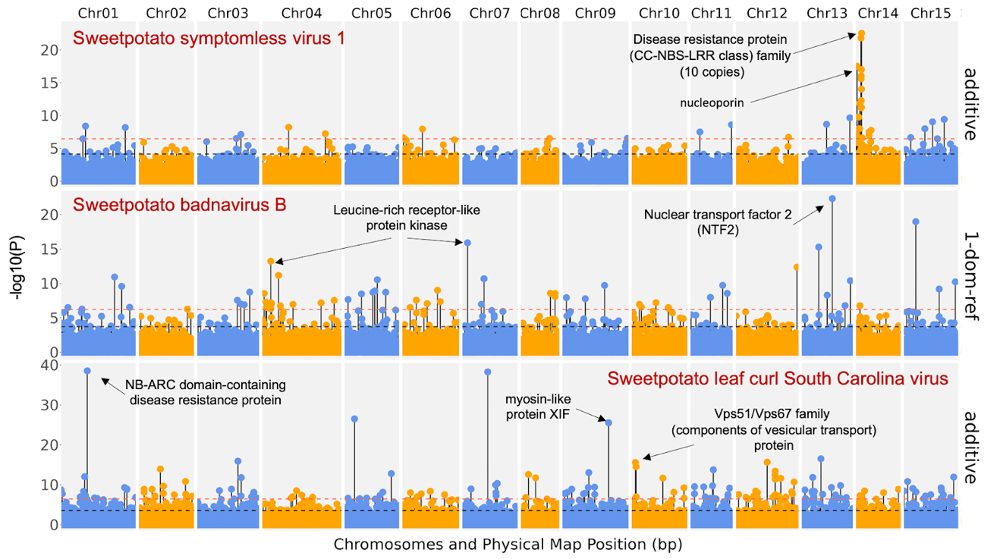 Chr01 Chr02 Chr03 Chr04 Chr05 Chr06 Chr07 Chr08 Chr09 Chr10 Chr11 Chr12 Chr13 Chr14 Chr15
Sweetpotato symptomless virus 1
Disease resistance protein
(CC-NBS-LRR class) family
(10 copies)
nucleoporin
20
15
10
5
0
additive
Sweetpotato badnavirus B
Leucine-rich receptor-like
protein kinase
Nuclear transport factor 2
(NTF2)
20
15
10
5
0
1-dom-ref
-log10(P)
Sweetpotato leaf curl South Carolina virus
NB-ARC domain-containing
disease resistance protein
myosin-like
protein XIF
Vps51/Vps67 family
(components of vesicular transport)
protein
40
30
20
10
0
additive
Chromosomes and Physical Map Position (bp)